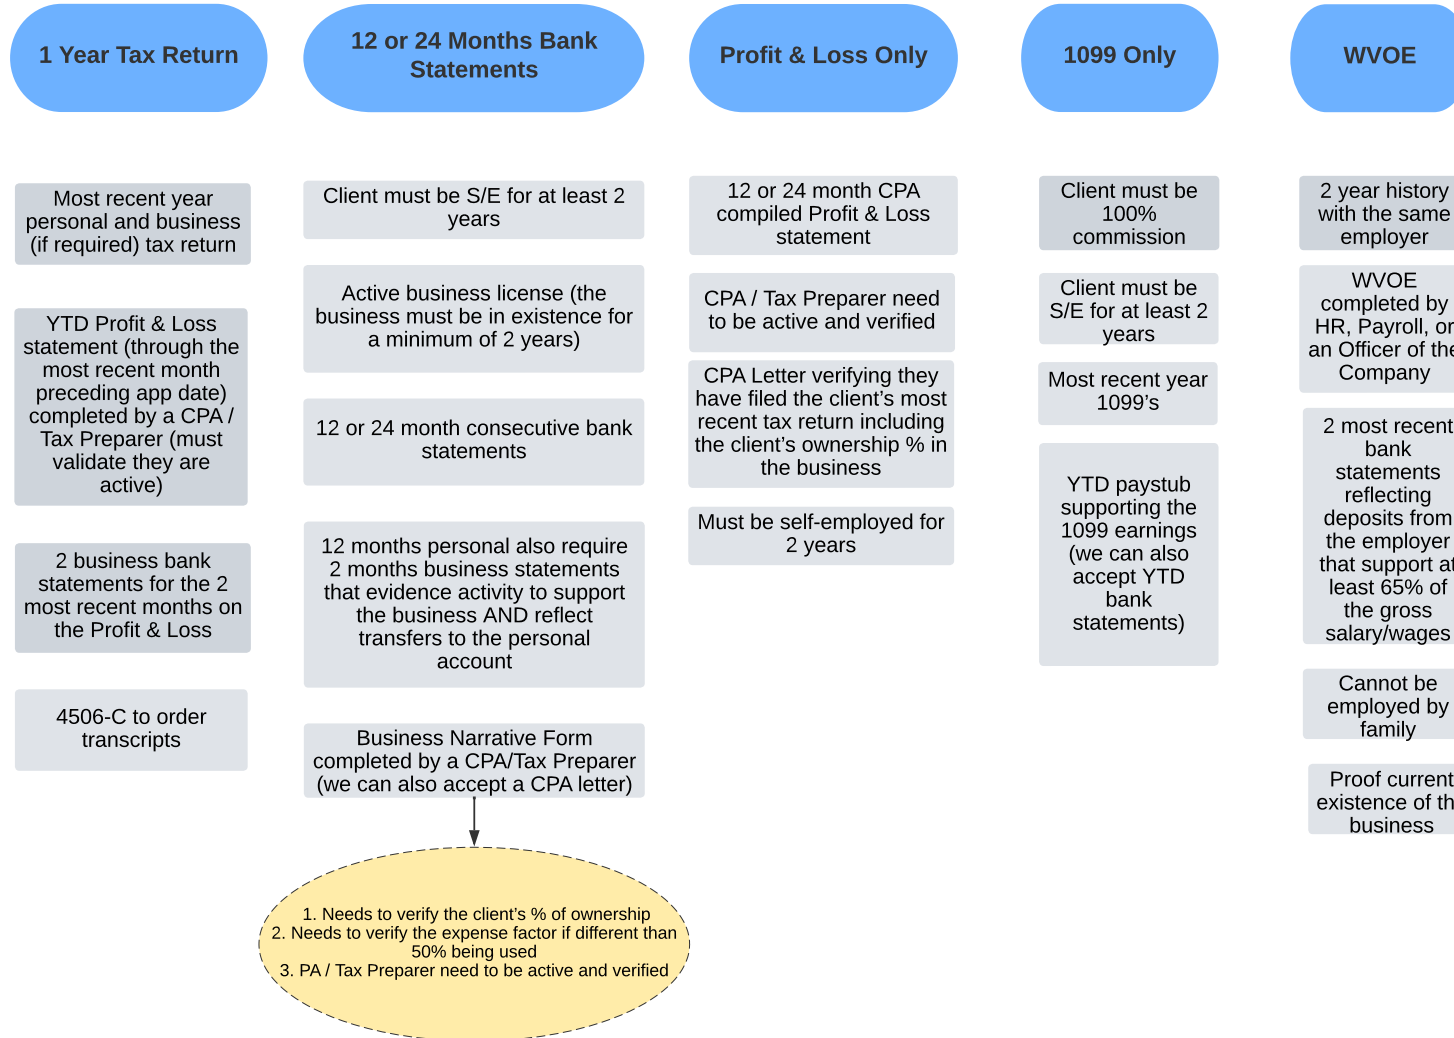 1 Year Tax Return
12 or 24 Months Bank
Statements
Profit & Loss Only
1099 Only
WVOE
Most recent year
personal and business
(if required) tax return
YTD Profit & Loss
statement (through the
most recent month
preceding app date)
completed by a CPA /
Tax Preparer (must
validate they are
active)
2 business bank
statements for the 2
most recent months on
the Profit & Loss
4506-C to order
transcripts
Client must be S/E for at least 2
years
Active business license (the
business must be in existence for
a minimum of 2 years)
12 or 24 month consecutive bank
statements
12 months personal also require
2 months business statements
that evidence activity to support
the business AND reflect
transfers to the personal
account
Business Narrative Form
completed by a CPA/Tax Preparer
(we can also accept a CPA letter)
1. Needs to verify the client's % of ownership
2. Needs to verify the expense factor if different than
50% being used
3. PA / Tax Preparer need to be active and verified
12 or 24 month CPA
compiled Profit & Loss
statement
CPA / Tax Preparer need
to be active and verified
CPA Letter verifying they
have filed the client's most
recent tax return including
the client's ownership % in
the business
Must be self-employed for
2 years
Client must be
100%
commission
Client must be
S/E for at least 2
years
Most recent year
1099's
YTD paystub
supporting the
1099 earnings
(we can also
accept YTD
bank
statements)
2 year history
with the same
employer
WVOE
completed by
HR, Payroll, or
an Officer of the
Company
2 most recent
bank
statements
reflecting
deposits from
the employer
that support at
least 65% of
the gross
salary/wages
Cannot be
employed by
family
Proof current
existence of th
business